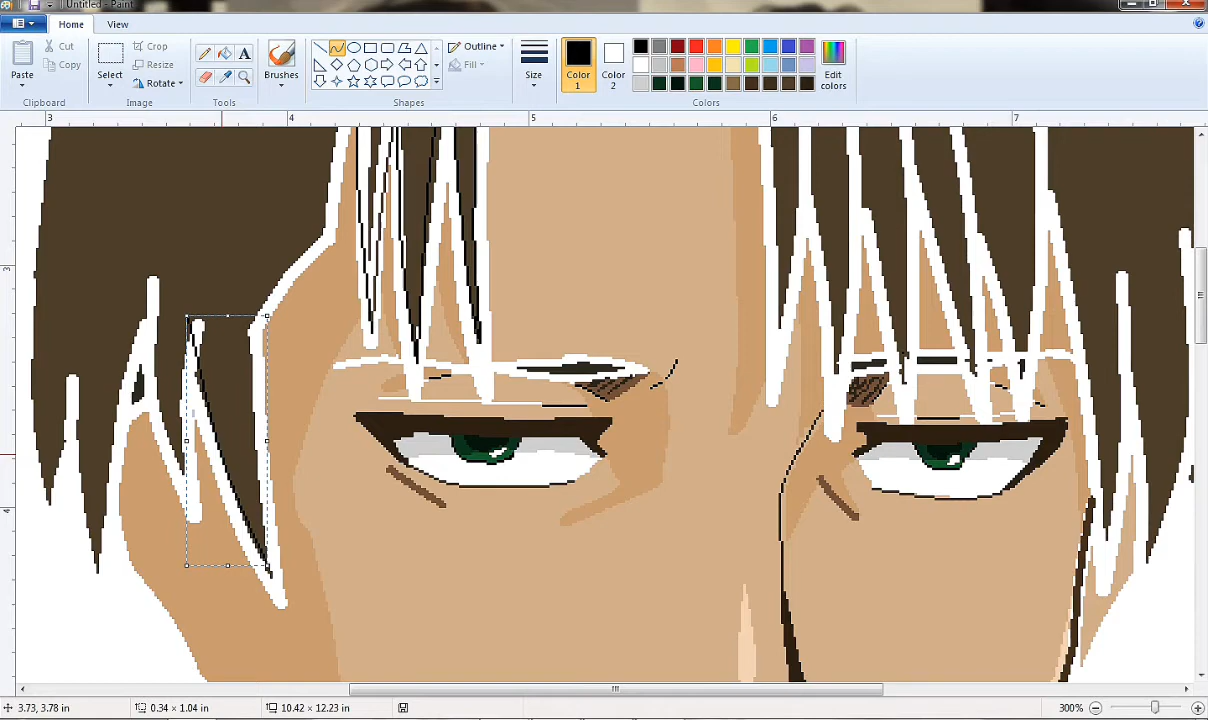 Untitled - Paint
Home View
Paste
Cut
Copy
Clipboard
Select
Crop
Resize
Rotate
Image
A
Tools
Brushes
Outline
Fill
Shapes
Size
Color 1
Color 2
Edit colors
Colors
3 4 5 6 7
3
4
3.73, 3.78 in 0.34 × 1.04 in 10.42 × 12.23 in 300%